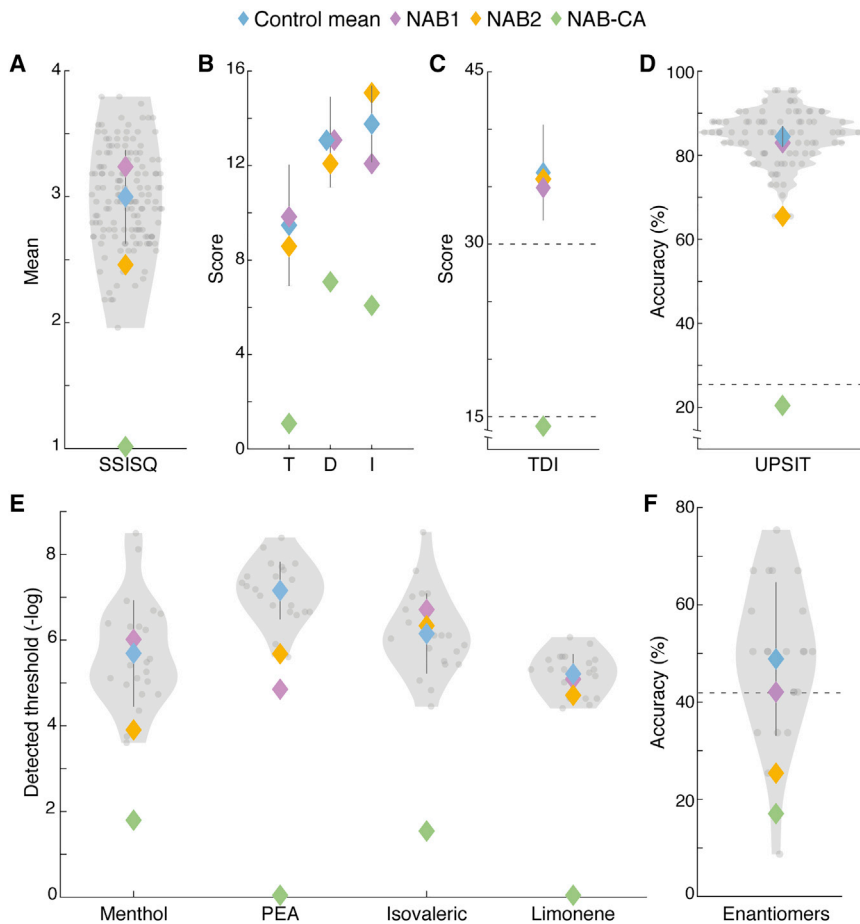 Control mean NAB1 NAB2 NAB-CA
A
4
3
2
1
Mean
SSISQ
B
16
12
8
4
0
Score
T D I
C
45
30
15
Score
TDI
D
100
80
60
40
20
Accuracy (%)
UPSIT
E
8
6
4
2
0
Detected threshold (-log)
Menthol PEA Isovaleric Limonene
F
80
60
40
20
0
Accuracy (%)
Enantiomers